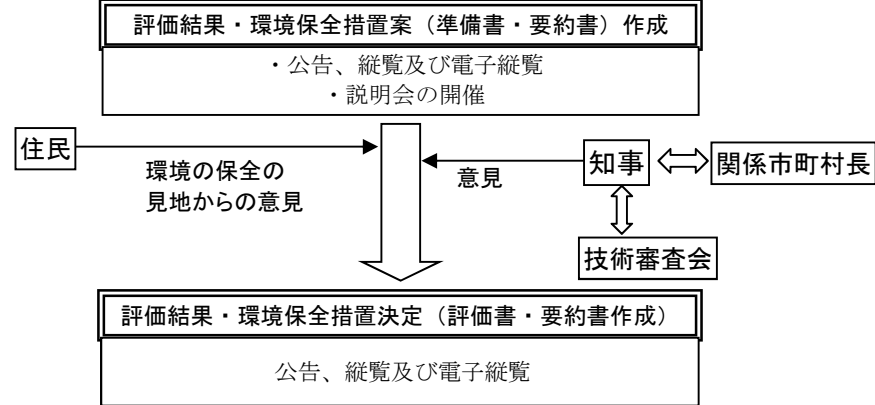 評価結果・環境保全措置案（準備書・要約書）作成
・公告、縦覧及び電子縦覧
・説明会の開催
住民
環境の保全の
見地からの意見
意見
知事
関係市町村長
技術審査会
評価結果・環境保全措置決定（評価書・要約書作成）
公告、縦覧及び電子縦覧